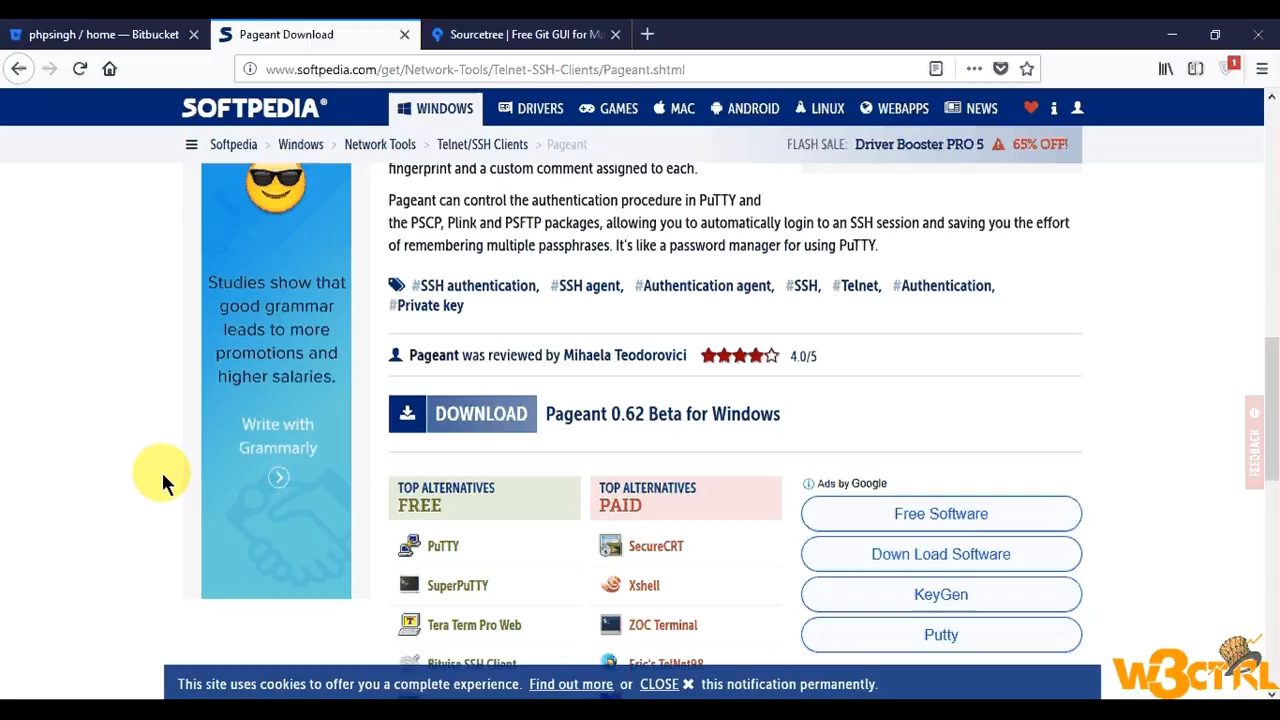 phpsingh / home — Bitbucket
Pageant Download
Sourcetree | Free Git GUI for M
www.softpedia.com/get/Network-Tools/Telnet-SSH-Clients/Pageant.shtml
1
SOFTPEDIA®
WINDOWS
DRIVERS
GAMES
MAC
ANDROID
LINUX
WEBAPPS
NEWS
Softpedia > Windows > Network Tools > Telnet/SSH Clients > Pageant
FLASH SALE: Driver Booster PRO 5 65% OFF!
fingerprint and a custom comment assigned to each.
Pageant can control the authentication procedure in PuTTY and
the PSCP, Plink and PSFTP packages, allowing you to automatically login to an SSH session and saving you the effort
of remembering multiple passphrases. It's like a password manager for using PuTTY.
#SSH authentication, #SSH agent, #Authentication agent, #SSH, #Telnet, #Authentication,
#Private key
Pageant was reviewed by Mihaela Teodorovici 4.0/5
DOWNLOAD Pageant 0.62 Beta for Windows
Studies show that
good grammar
leads to more
promotions and
higher salaries.
Write with
Grammarly
TOP ALTERNATIVES
FREE
PuTTY
SuperPuTTY
Tera Term Pro Web
Bitvise SSH Client
TOP ALTERNATIVES
PAID
SecureCRT
Xshell
ZOC Terminal
Eric's TelNet98
Ads by Google
Free Software
Down Load Software
KeyGen
Putty
FEEDBACK
This site uses cookies to offer you a complete experience. Find out more or CLOSE ✖ this notification permanently.
W3CTRL